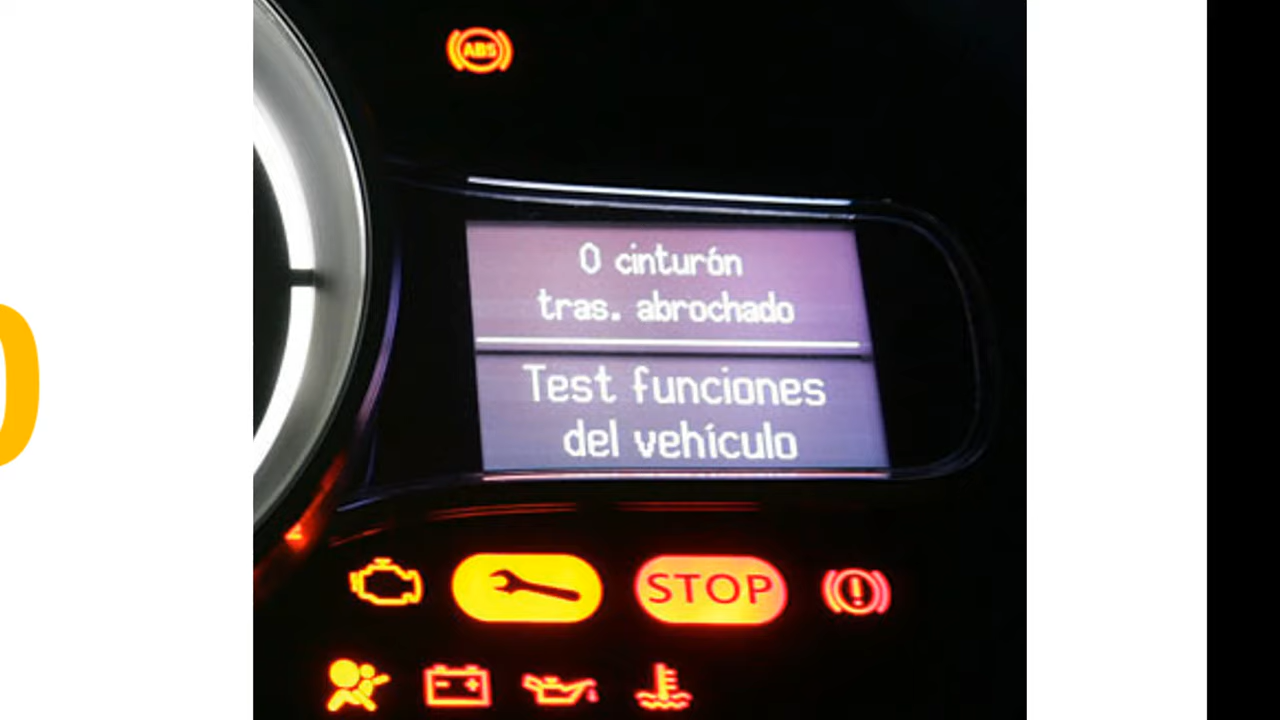 ABS
0 cinturón
tras. abrochado
Test funciones
del vehículo
STOP